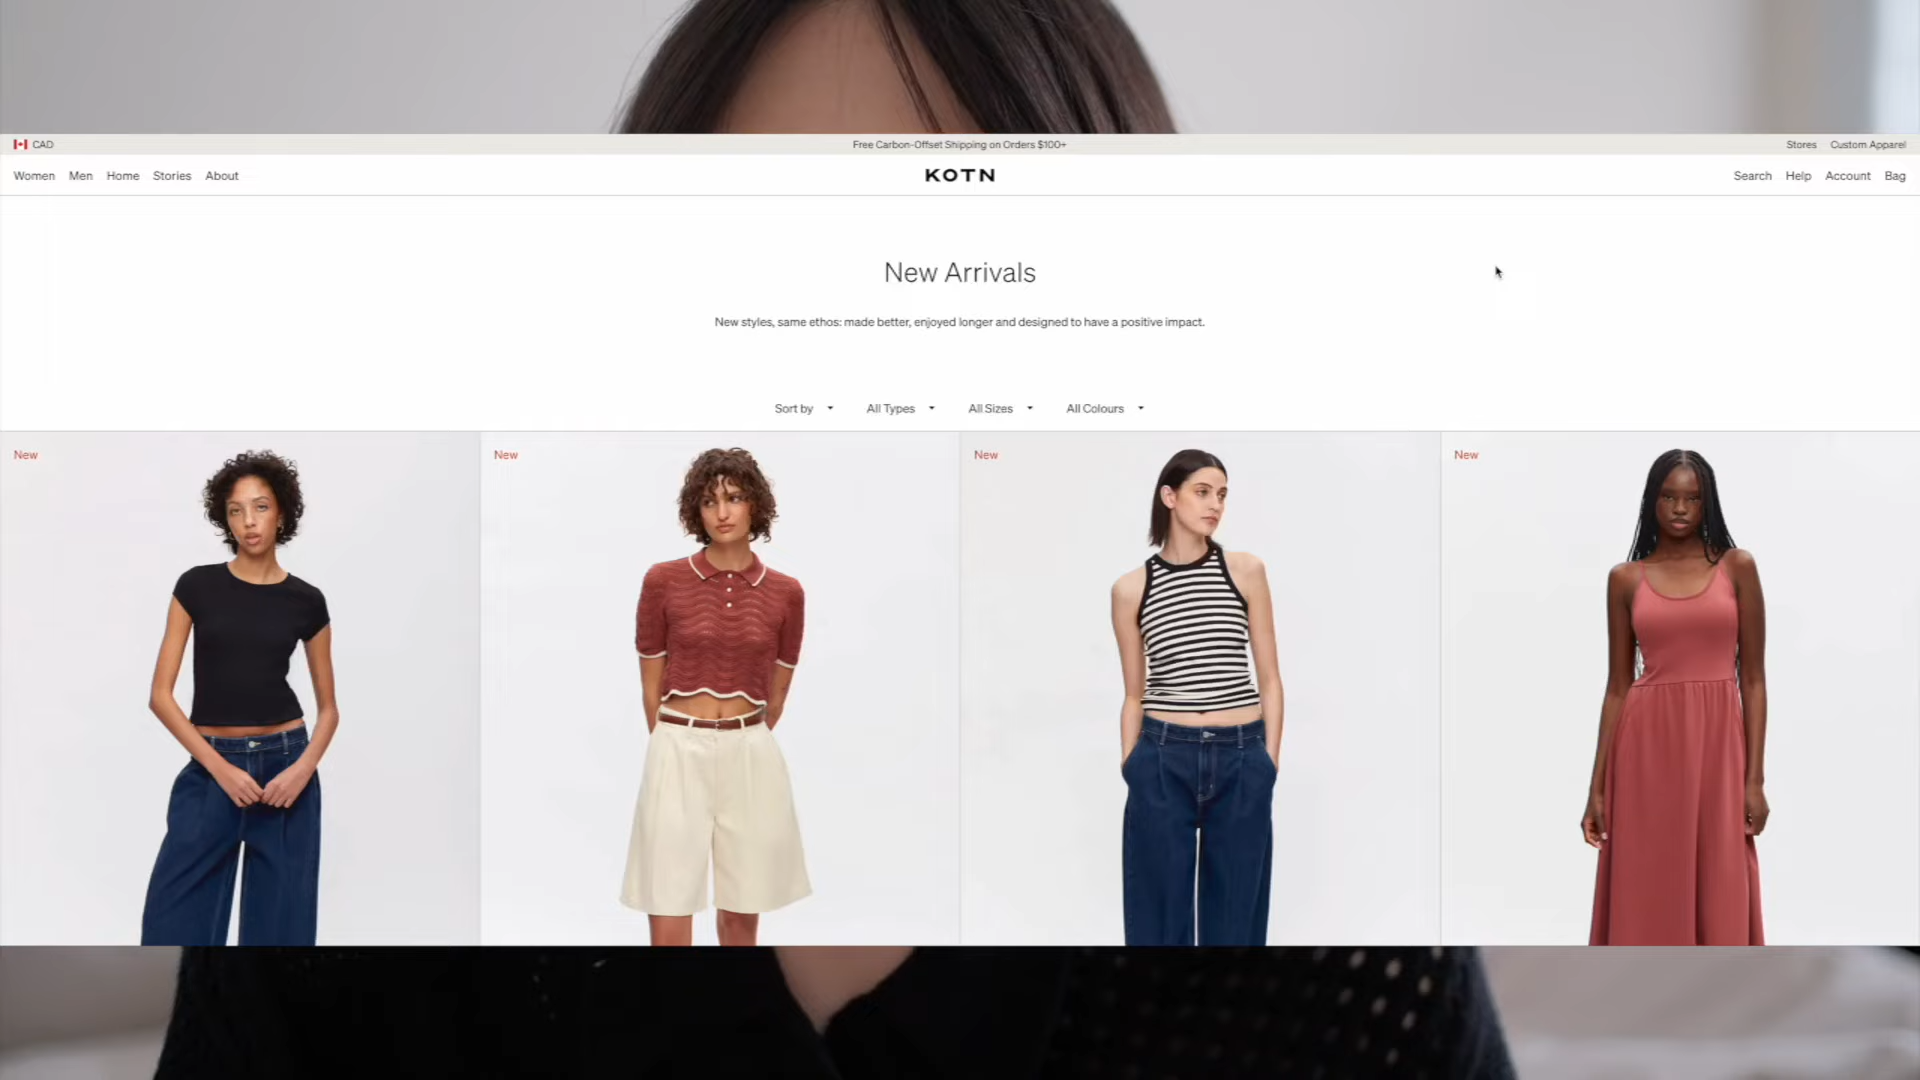 CAD
Free Carbon-Offset Shipping on Orders $100+
Stores Custom Apparel
Women Men Home Stories About
KOTN
Search Help Account Bag
New Arrivals
New styles, same ethos: made better, enjoyed longer and designed to have a positive impact.
Sort by All Types All Sizes All Colours
New New New New